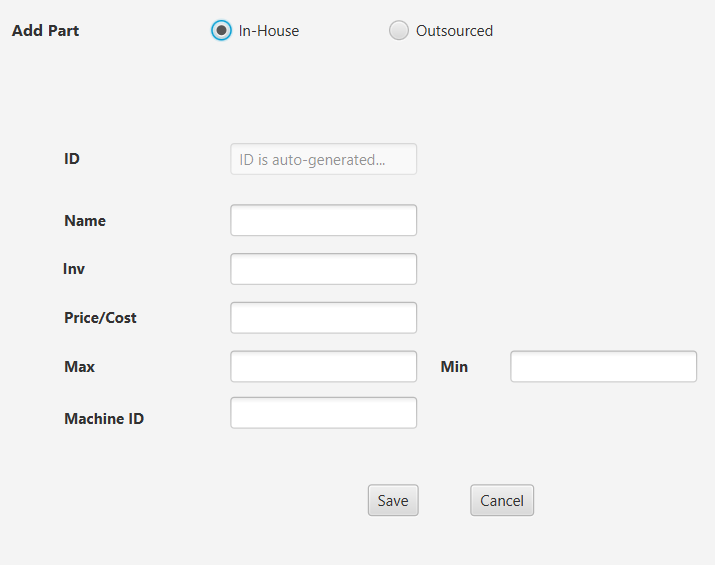 Add Part In-House Outsourced
ID ID is auto-generated...
Name
Inv
Price/Cost
Max Min
Machine ID
Save Cancel